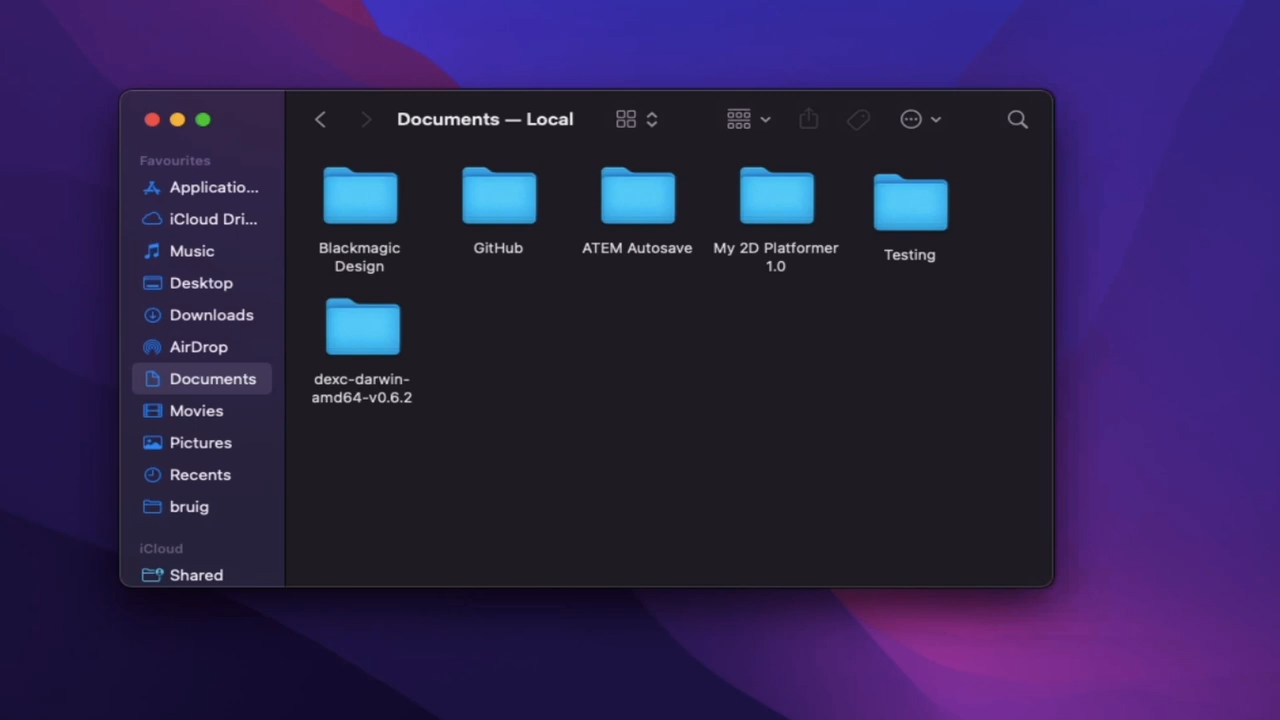 Documents — Local
Favourites
Applicatio...
iCloud Dri...
Music
Desktop
Downloads
AirDrop
Documents
Movies
Pictures
Recents
bruig
iCloud
Shared
Blackmagic
Design
GitHub
ATEM Autosave
My 2D Platformer
1.0
Testing
dexc-darwin-
amd64-v0.6.2